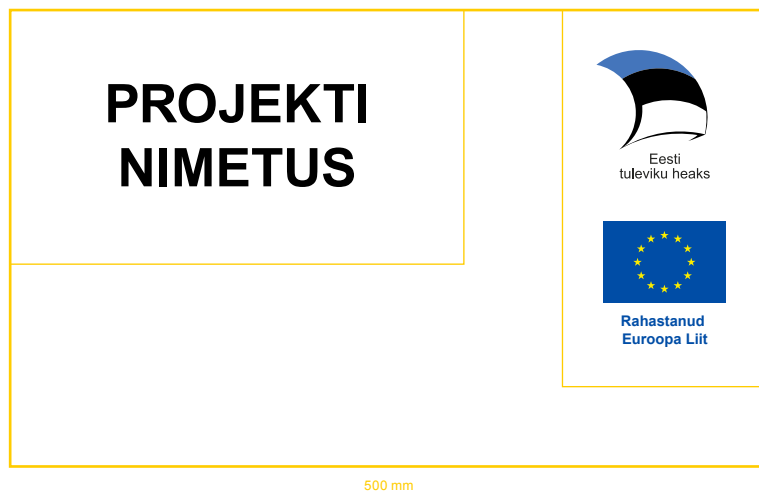 PROJEKTI
NIMETUS
Eesti
tuleviku heaks
Rahastanud
Euroopa Liit
500 mm